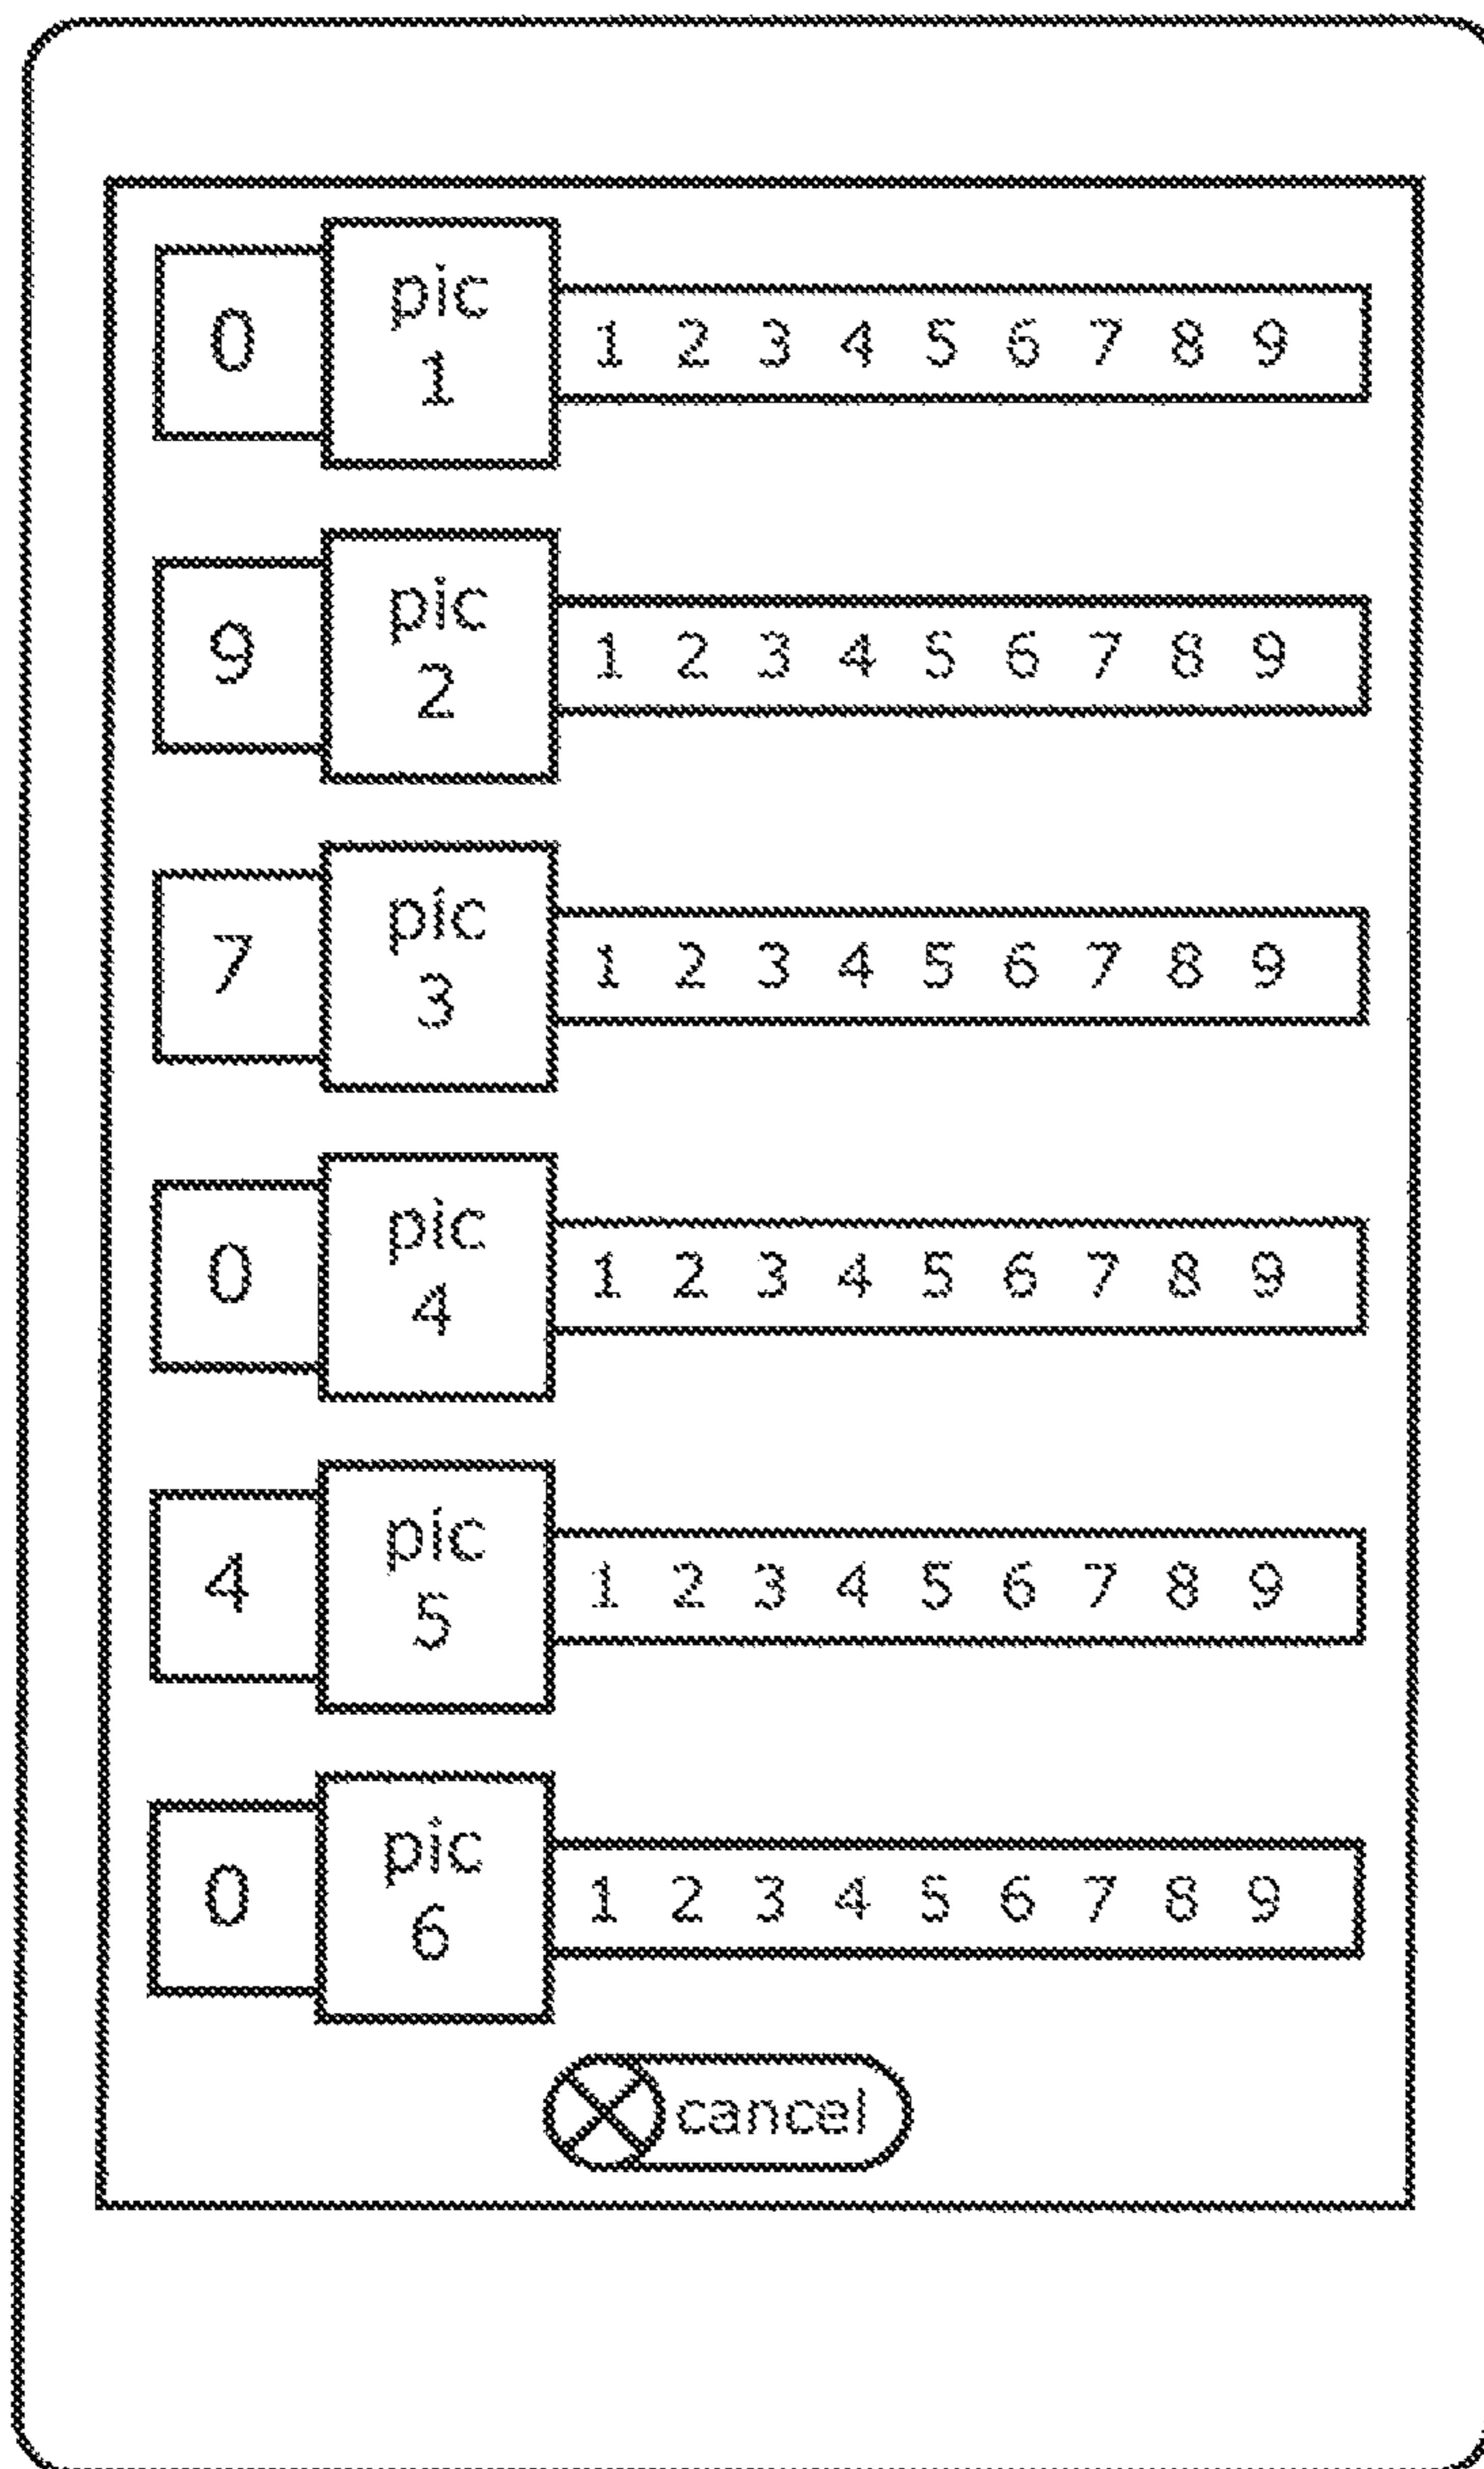 0 pic 1 1 2 3 4 5 6 7 8 9
9 pic 2 1 2 3 4 5 6 7 8 9
7 pic 3 1 2 3 4 5 6 7 8 9
0 pic 4 1 2 3 4 5 6 7 8 9
4 pic 5 1 2 3 4 5 6 7 8 9
0 pic 6 1 2 3 4 5 6 7 8 9
cancel